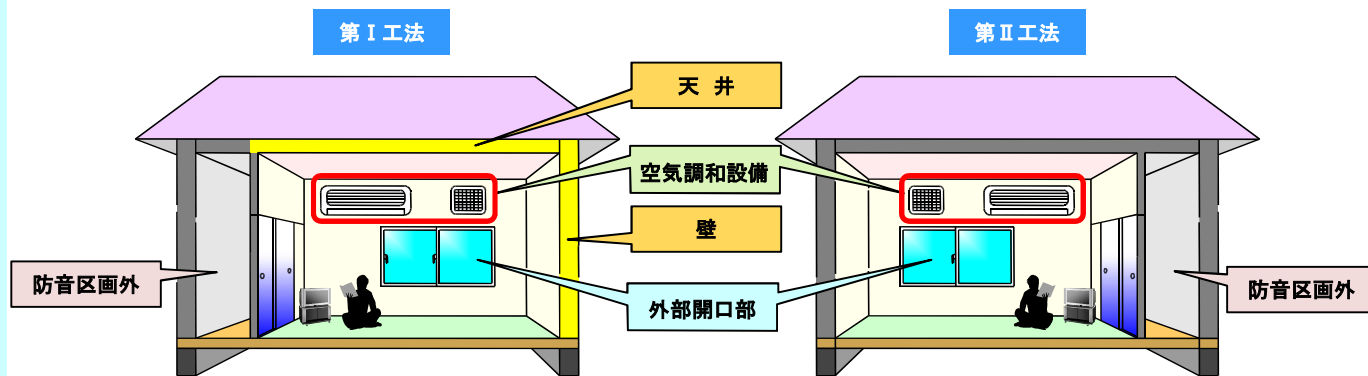 第Ⅰ工法
第Ⅱ工法
天 井
空気調和設備
壁
防音区画外
外部開口部
防音区画外